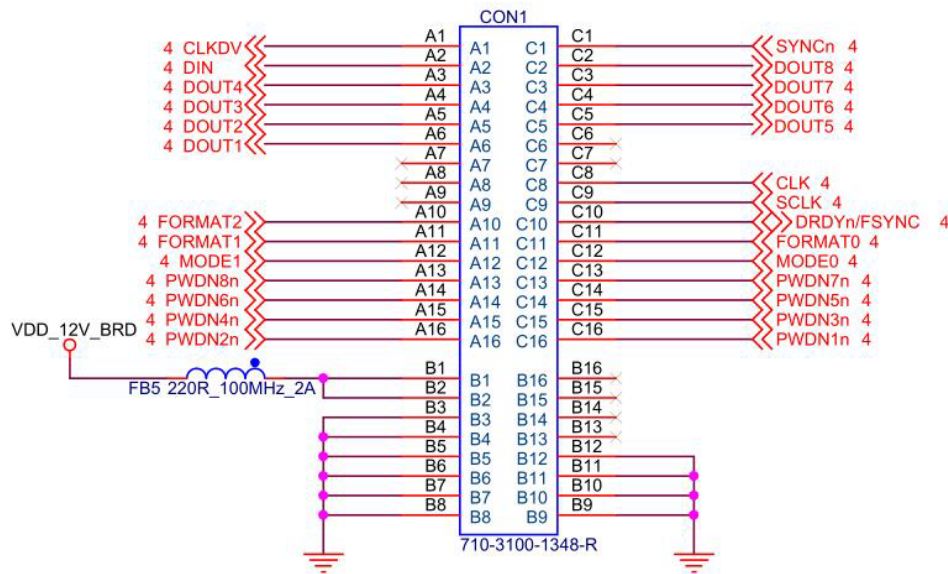 CON1
4 CLKDV A1 A1 C1 C1 SYNCn 4
4 DIN A2 A2 C2 C2 DOUT8 4
4 DOUT4 A3 A3 C3 C3 DOUT7 4
4 DOUT3 A4 A4 C4 C4 DOUT6 4
4 DOUT2 A5 A5 C5 C5 DOUT5 4
4 DOUT1 A6 A6 C6 C6
A7 A7 C7 C7
A8 A8 C8 C8 CLK 4
A9 A9 C9 C9 SCLK 4
4 FORMAT2 A10 A10 C10 C10 DRDYn/FSYNC 4
4 FORMAT1 A11 A11 C11 C11 FORMAT0 4
4 MODE1 A12 A12 C12 C12 MODE0 4
4 PWDN8n A13 A13 C13 C13 PWDN7n 4
4 PWDN6n A14 A14 C14 C14 PWDN5n 4
4 PWDN4n A15 A15 C15 C15 PWDN3n 4
4 PWDN2n A16 A16 C16 C16 PWDN1n 4
VDD_12V_BRD
B1 B1 B16 B16
FB5 220R_100MHz_2A B2 B2 B15 B15
B3 B3 B14 B14
B4 B4 B13 B13
B5 B5 B12 B12
B6 B6 B11 B11
B7 B7 B10 B10
B8 B8 B9 B9
710-3100-1348-R